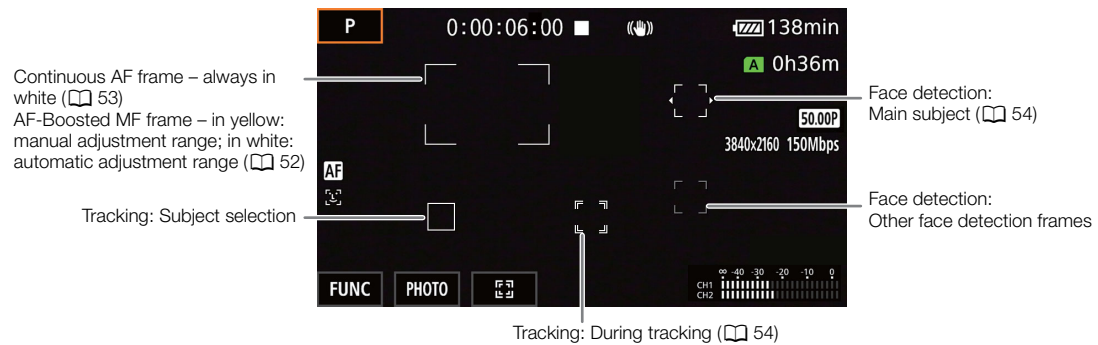 P 0:00:06:00 138min
A 0h36m
Continuous AF frame – always in
white ( 53)
AF-Boosted MF frame – in yellow:
manual adjustment range; in white:
automatic adjustment range ( 52)
Face detection:
Main subject ( 54)
50.00P
3840x2160 150Mbps
AF
Tracking: Subject selection
Face detection:
Other face detection frames
∞ -40 -30 -20 -10 0
CH1
CH2
FUNC PHOTO
Tracking: During tracking ( 54)